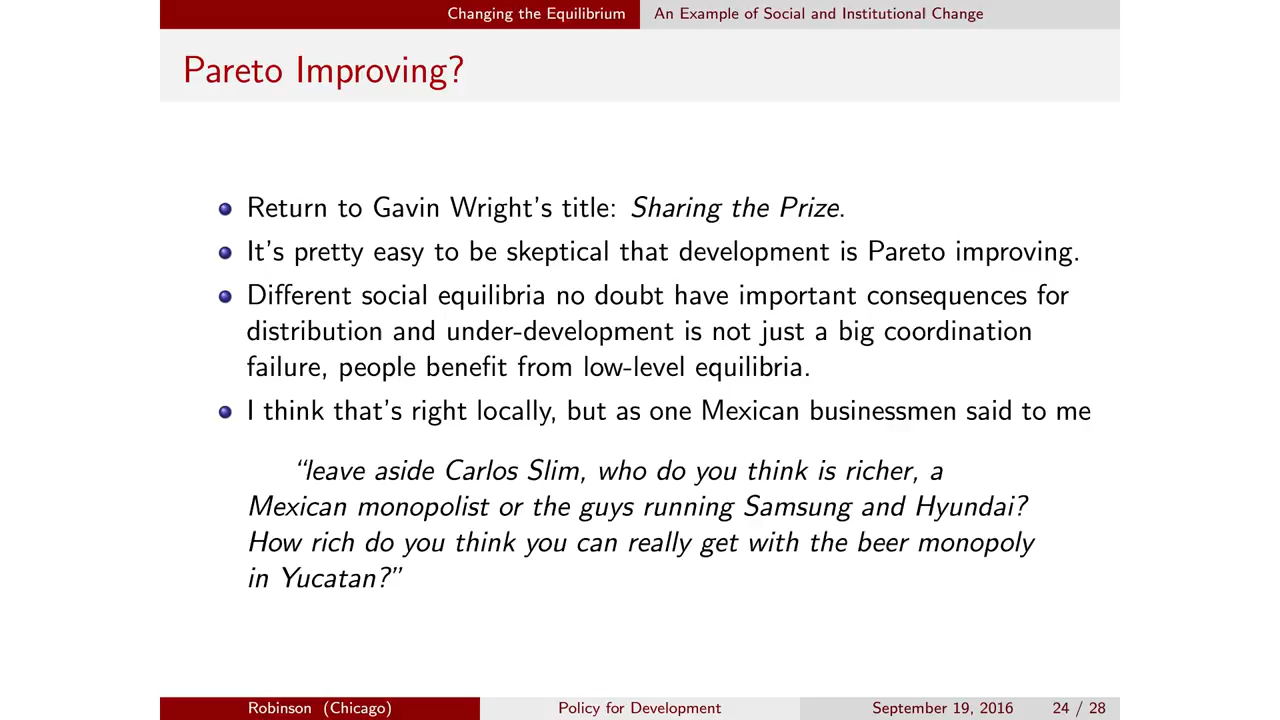 Changing the Equilibrium An Example of Social and Institutional Change
Pareto Improving?
Return to Gavin Wright's title: Sharing the Prize.
It's pretty easy to be skeptical that development is Pareto improving.
Different social equilibria no doubt have important consequences for
distribution and under-development is not just a big coordination
failure, people benefit from low-level equilibria.
I think that's right locally, but as one Mexican businessmen said to me
“leave aside Carlos Slim, who do you think is richer, a
Mexican monopolist or the guys running Samsung and Hyundai?
How rich do you think you can really get with the beer monopoly
in Yucatan?”
Robinson (Chicago) Policy for Development September 19, 2016 24 / 28